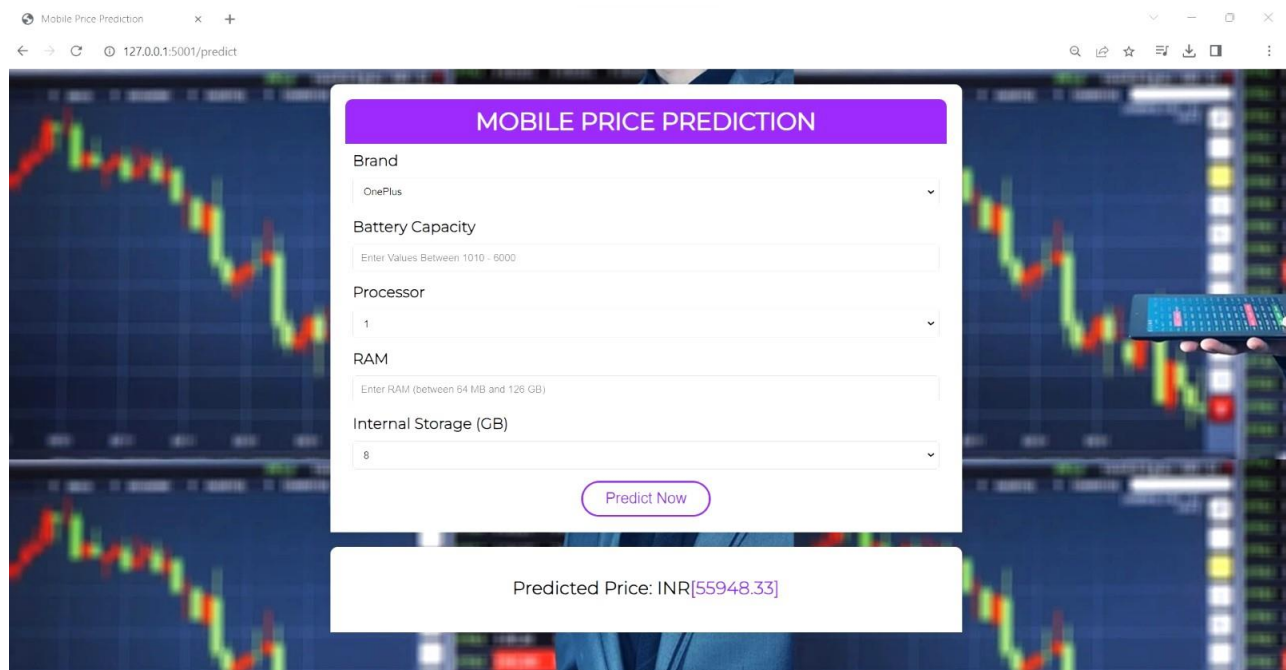 Mobile Price Prediction
127.0.0.1:5001/predict
MOBILE PRICE PREDICTION
Brand
OnePlus
Battery Capacity
Enter Values Between 1010 - 6000
Processor
1
RAM
Enter RAM (between 64 MB and 126 GB)
Internal Storage (GB)
8
Predict Now
Predicted Price: INR[55948.33]